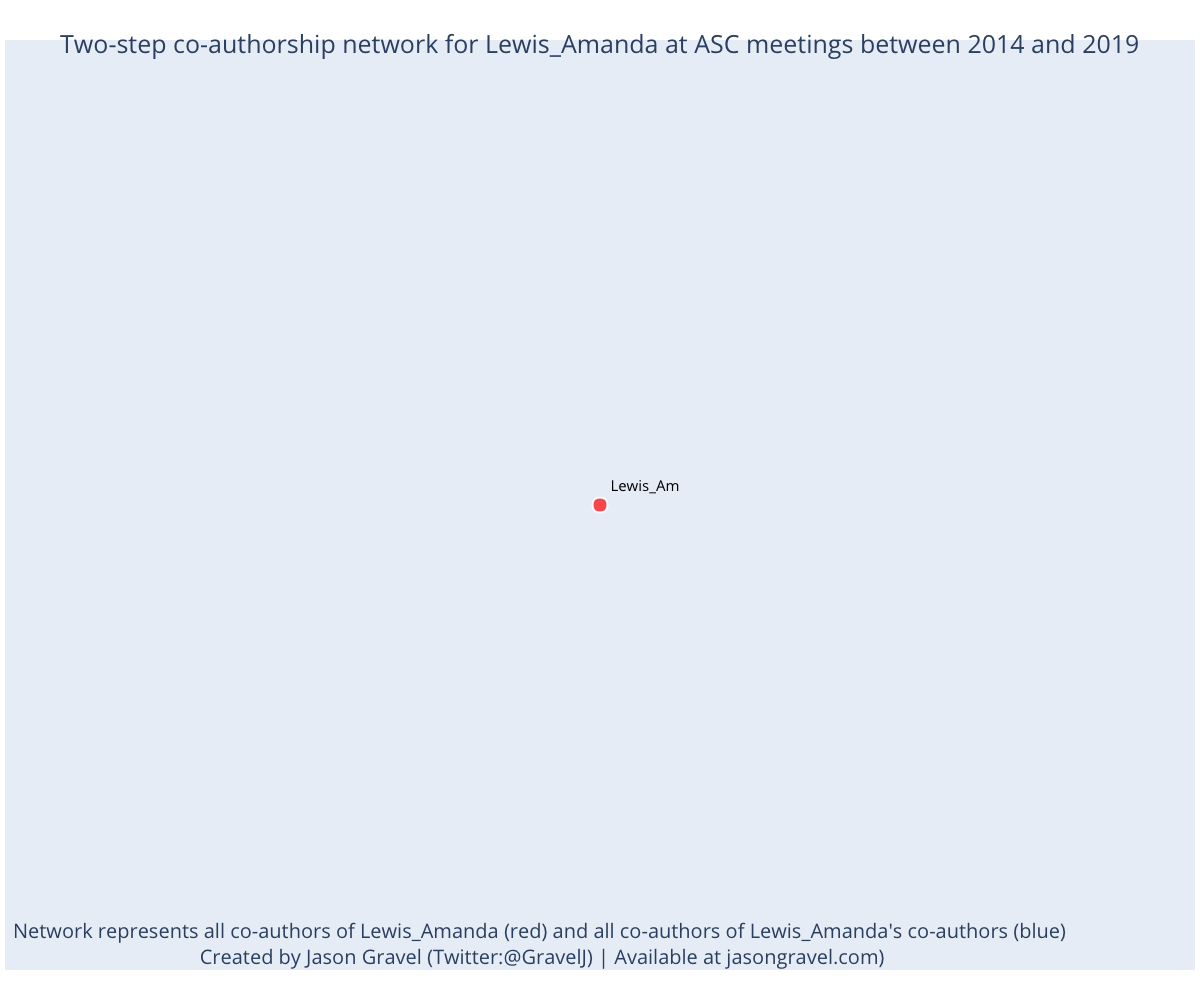 Two-step co-authorship network for Lewis_Amanda at ASC meetings between 2014 and 2019
Lewis_Am
Network represents all co-authors of Lewis_Amanda (red) and all co-authors of Lewis_Amanda's co-authors (blue)
Created by Jason Gravel (Twitter:@GravelJ) | Available at jasongravel.com)